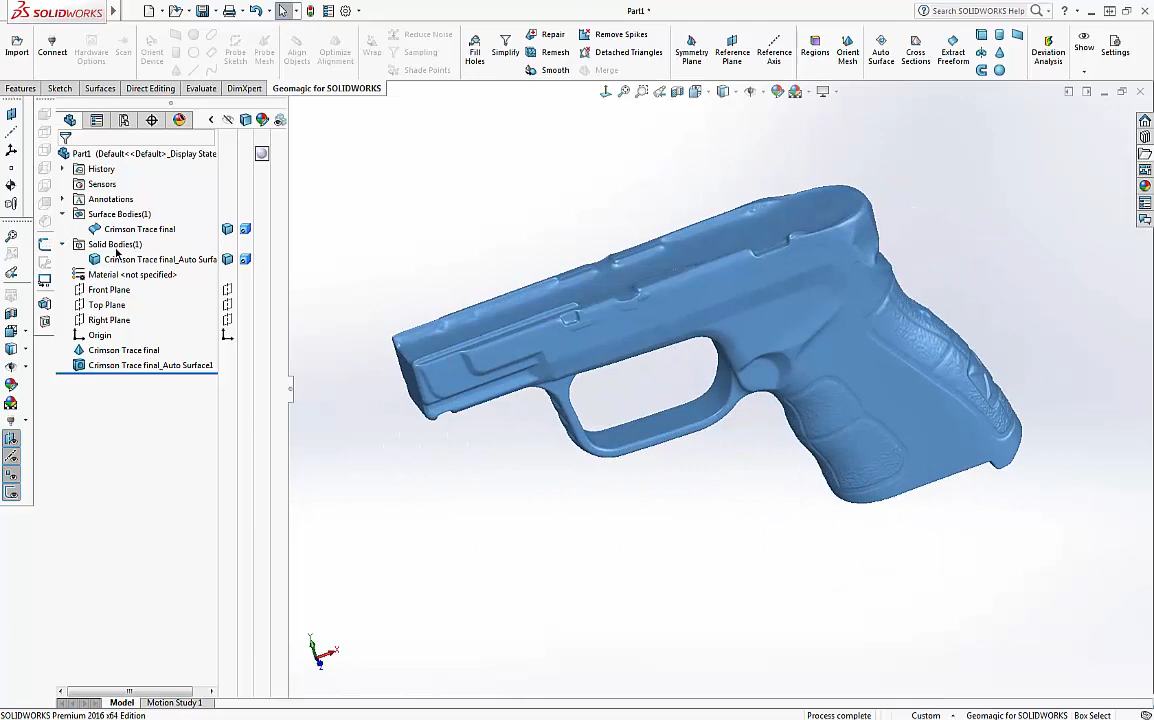 SOLIDWORKS
Part1 *
Search SOLIDWORKS Help
Import
Connect
Hardware Options
Scan
Orient Device
Probe Sketch
Probe Mesh
Align Objects
Edit Alignment
Wrap
Reduce Noise
Sampling
Shade Points
Fill Holes
Simplify
Repair
Remesh
Smooth
Remove Spikes
Detached Triangles
Merge
Symmetry Plane
Reference Plane
Reference Axis
Regions
Orient Mesh
Auto Surface
Cross Sections
Extract Freeform
Deviation Analysis
Show
Settings
Features
Sketch
Surfaces
Direct Editing
Evaluate
DimXpert
Geomagic for SOLIDWORKS
Part1 (Default<<Default>_Display State
History
Sensors
Annotations
Surface Bodies(1)
Crimson Trace final
Solid Bodies(1)
Crimson Trace final_Auto Surfa
Material <not specified>
Front Plane
Top Plane
Right Plane
Origin
Crimson Trace final
Crimson Trace final_Auto Surface1
Y
X
Z
Model
Motion Study 1
SOLIDWORKS Premium 2016 x64 Edition
Process complete
Custom
Geomagic for SOLIDWORKS
Box Select